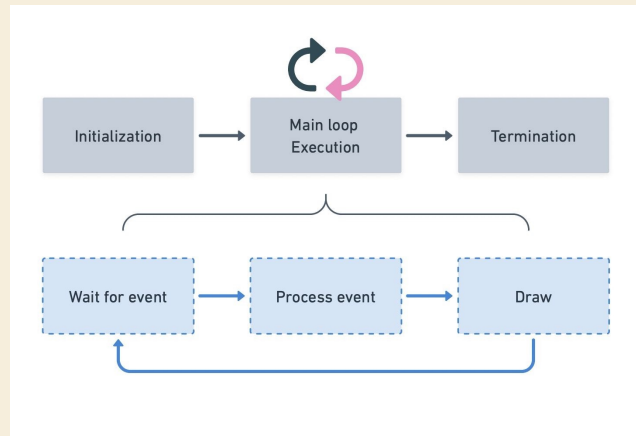 Initialization
Main loop
Execution
Termination
Wait for event
Process event
Draw